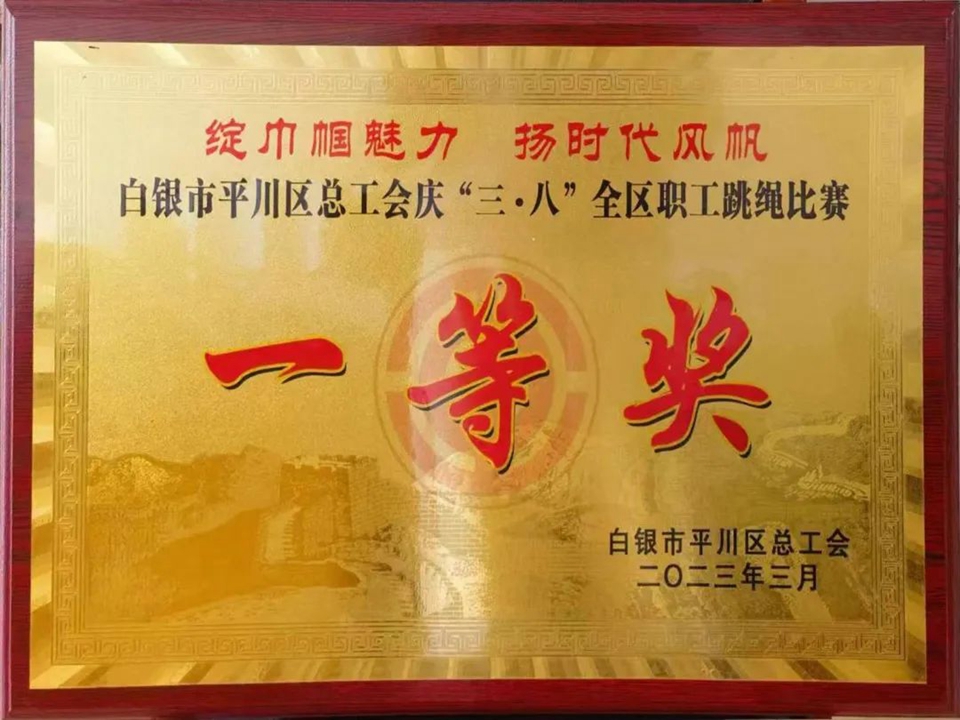 绽巾帼魅力 扬时代风帆
白银市平川区总工会庆“三·八”全区职工跳绳比赛
一等奖
白银市平川区总工会
二〇二三年三月